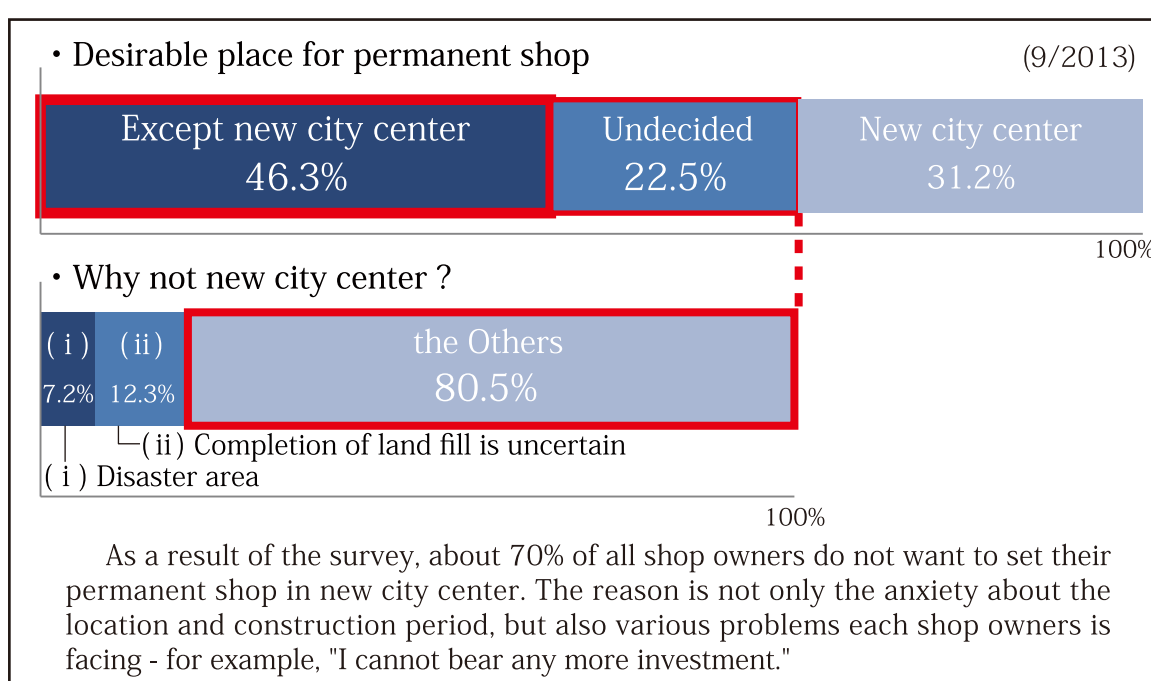 ・Desirable place for permanent shop
(9/2013)
Except new city center
46.3%
Undecided
22.5%
New city center
31.2%
100%
・Why not new city center ?
( i )
7.2%
(ii)
12.3%
the Others
80.5%
(ii) Completion of land fill is uncertain
( i ) Disaster area
100%
As a result of the survey, about 70% of all shop owners do not want to set their
permanent shop in new city center. The reason is not only the anxiety about the
location and construction period, but also various problems each shop owners is
facing - for example, "I cannot bear any more investment."